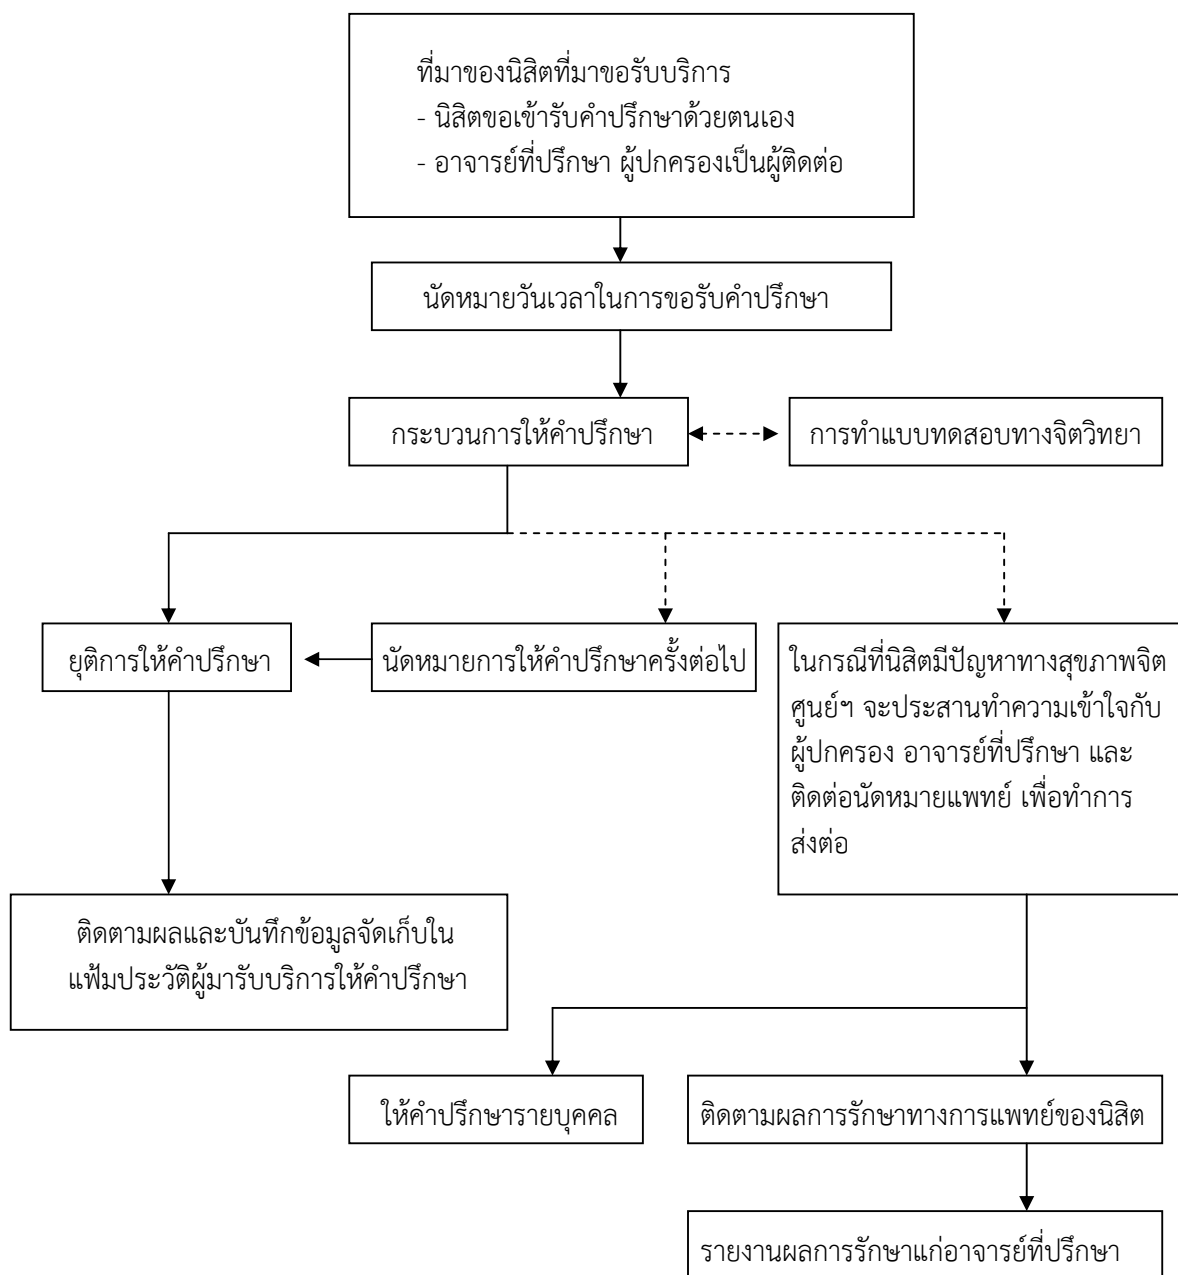 ที่มาของนิสิตที่มาขอรับบริการ
- นิสิตขอเข้ารับคำปรึกษาด้วยตนเอง
- อาจารย์ที่ปรึกษา ผู้ปกครองเป็นผู้ติดต่อ
นัดหมายวันเวลาในการขอรับคำปรึกษา
กระบวนการให้คำปรึกษา
การทำแบบทดสอบทางจิตวิทยา
ยุติการให้คำปรึกษา
นัดหมายการให้คำปรึกษาครั้งต่อไป
ในกรณีที่นิสิตมีปัญหาทางสุขภาพจิต
ศูนย์ฯ จะประสานทำความเข้าใจกับ
ผู้ปกครอง อาจารย์ที่ปรึกษา และ
ติดต่อนัดหมายแพทย์ เพื่อทำการ
ส่งต่อ
ติดตามผลและบันทึกข้อมูลจัดเก็บใน
แฟ้มประวัติผู้มารับบริการให้คำปรึกษา
ให้คำปรึกษารายบุคคล
ติดตามผลการรักษาทางการแพทย์ของนิสิต
รายงานผลการรักษาแก่อาจารย์ที่ปรึกษา